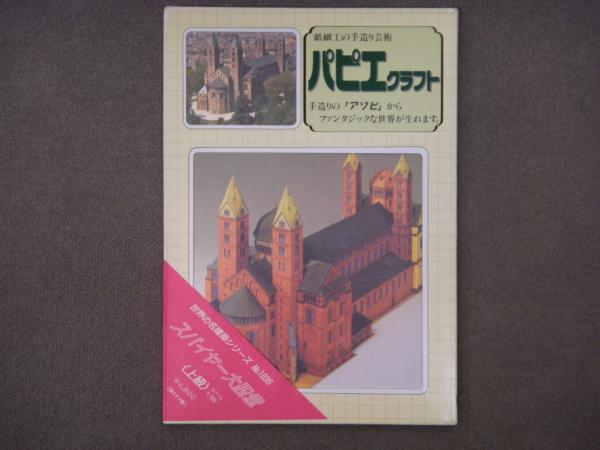 紙細工の手造り芸術
パピエクラフト
手造りの「アソビ」から
ファンタジックな世界が生れます。
世界の名建築シリーズ №1035
スパイヤー大聖堂
〈上級〉